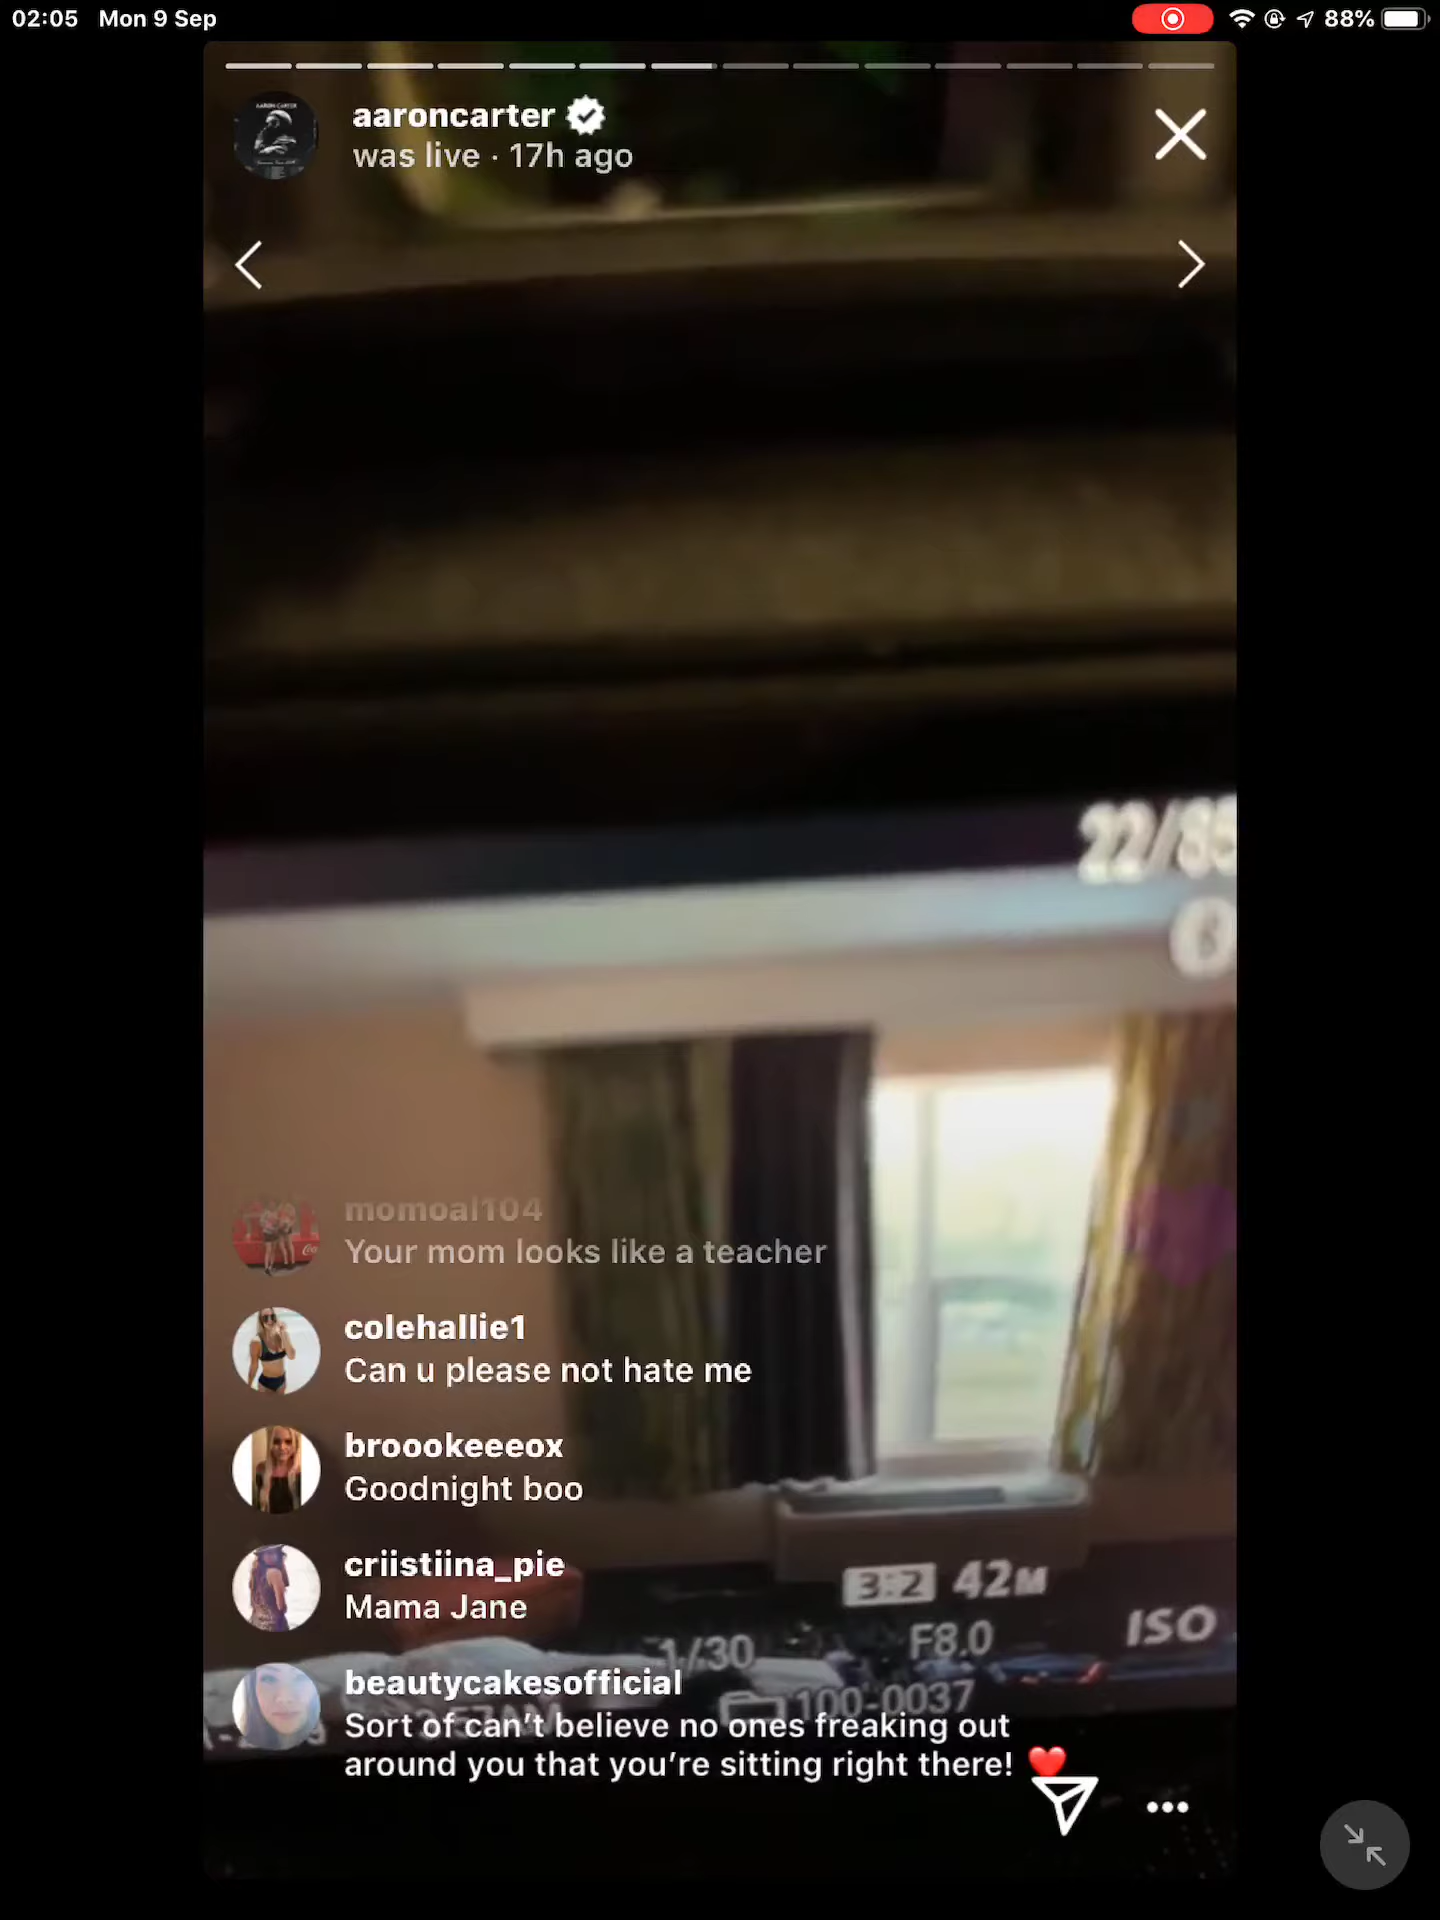 02:05 Mon 9 Sep
88%
aaroncarter
was live · 17h ago
22/85
momoal104
Your mom looks like a teacher
colehallie1
Can u please not hate me
broookeeeox
Goodnight boo
criistiina_pie
Mama Jane
3:2 42M
1/30 F8.0 ISO
100-0037
beautycakesofficial
Sort of can't believe no ones freaking out
around you that you're sitting right there! ❤️